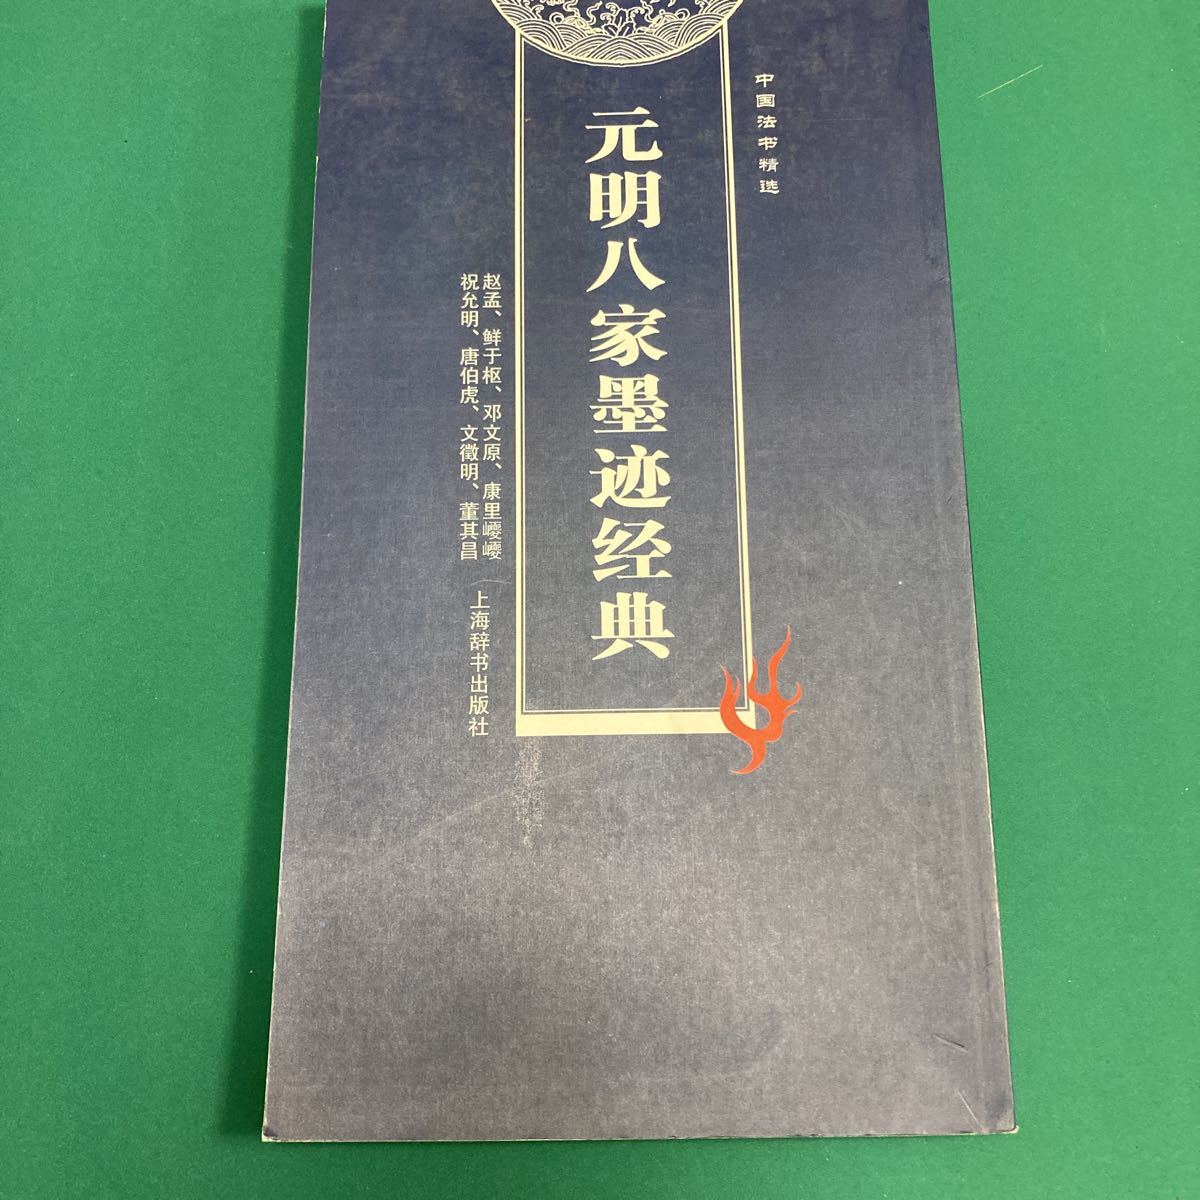 中国法书精选
元明八家墨迹经典
赵孟、鲜于枢、邓文原、康里巙巙
祝允明、唐伯虎、文徵明、董其昌
上海辞书出版社